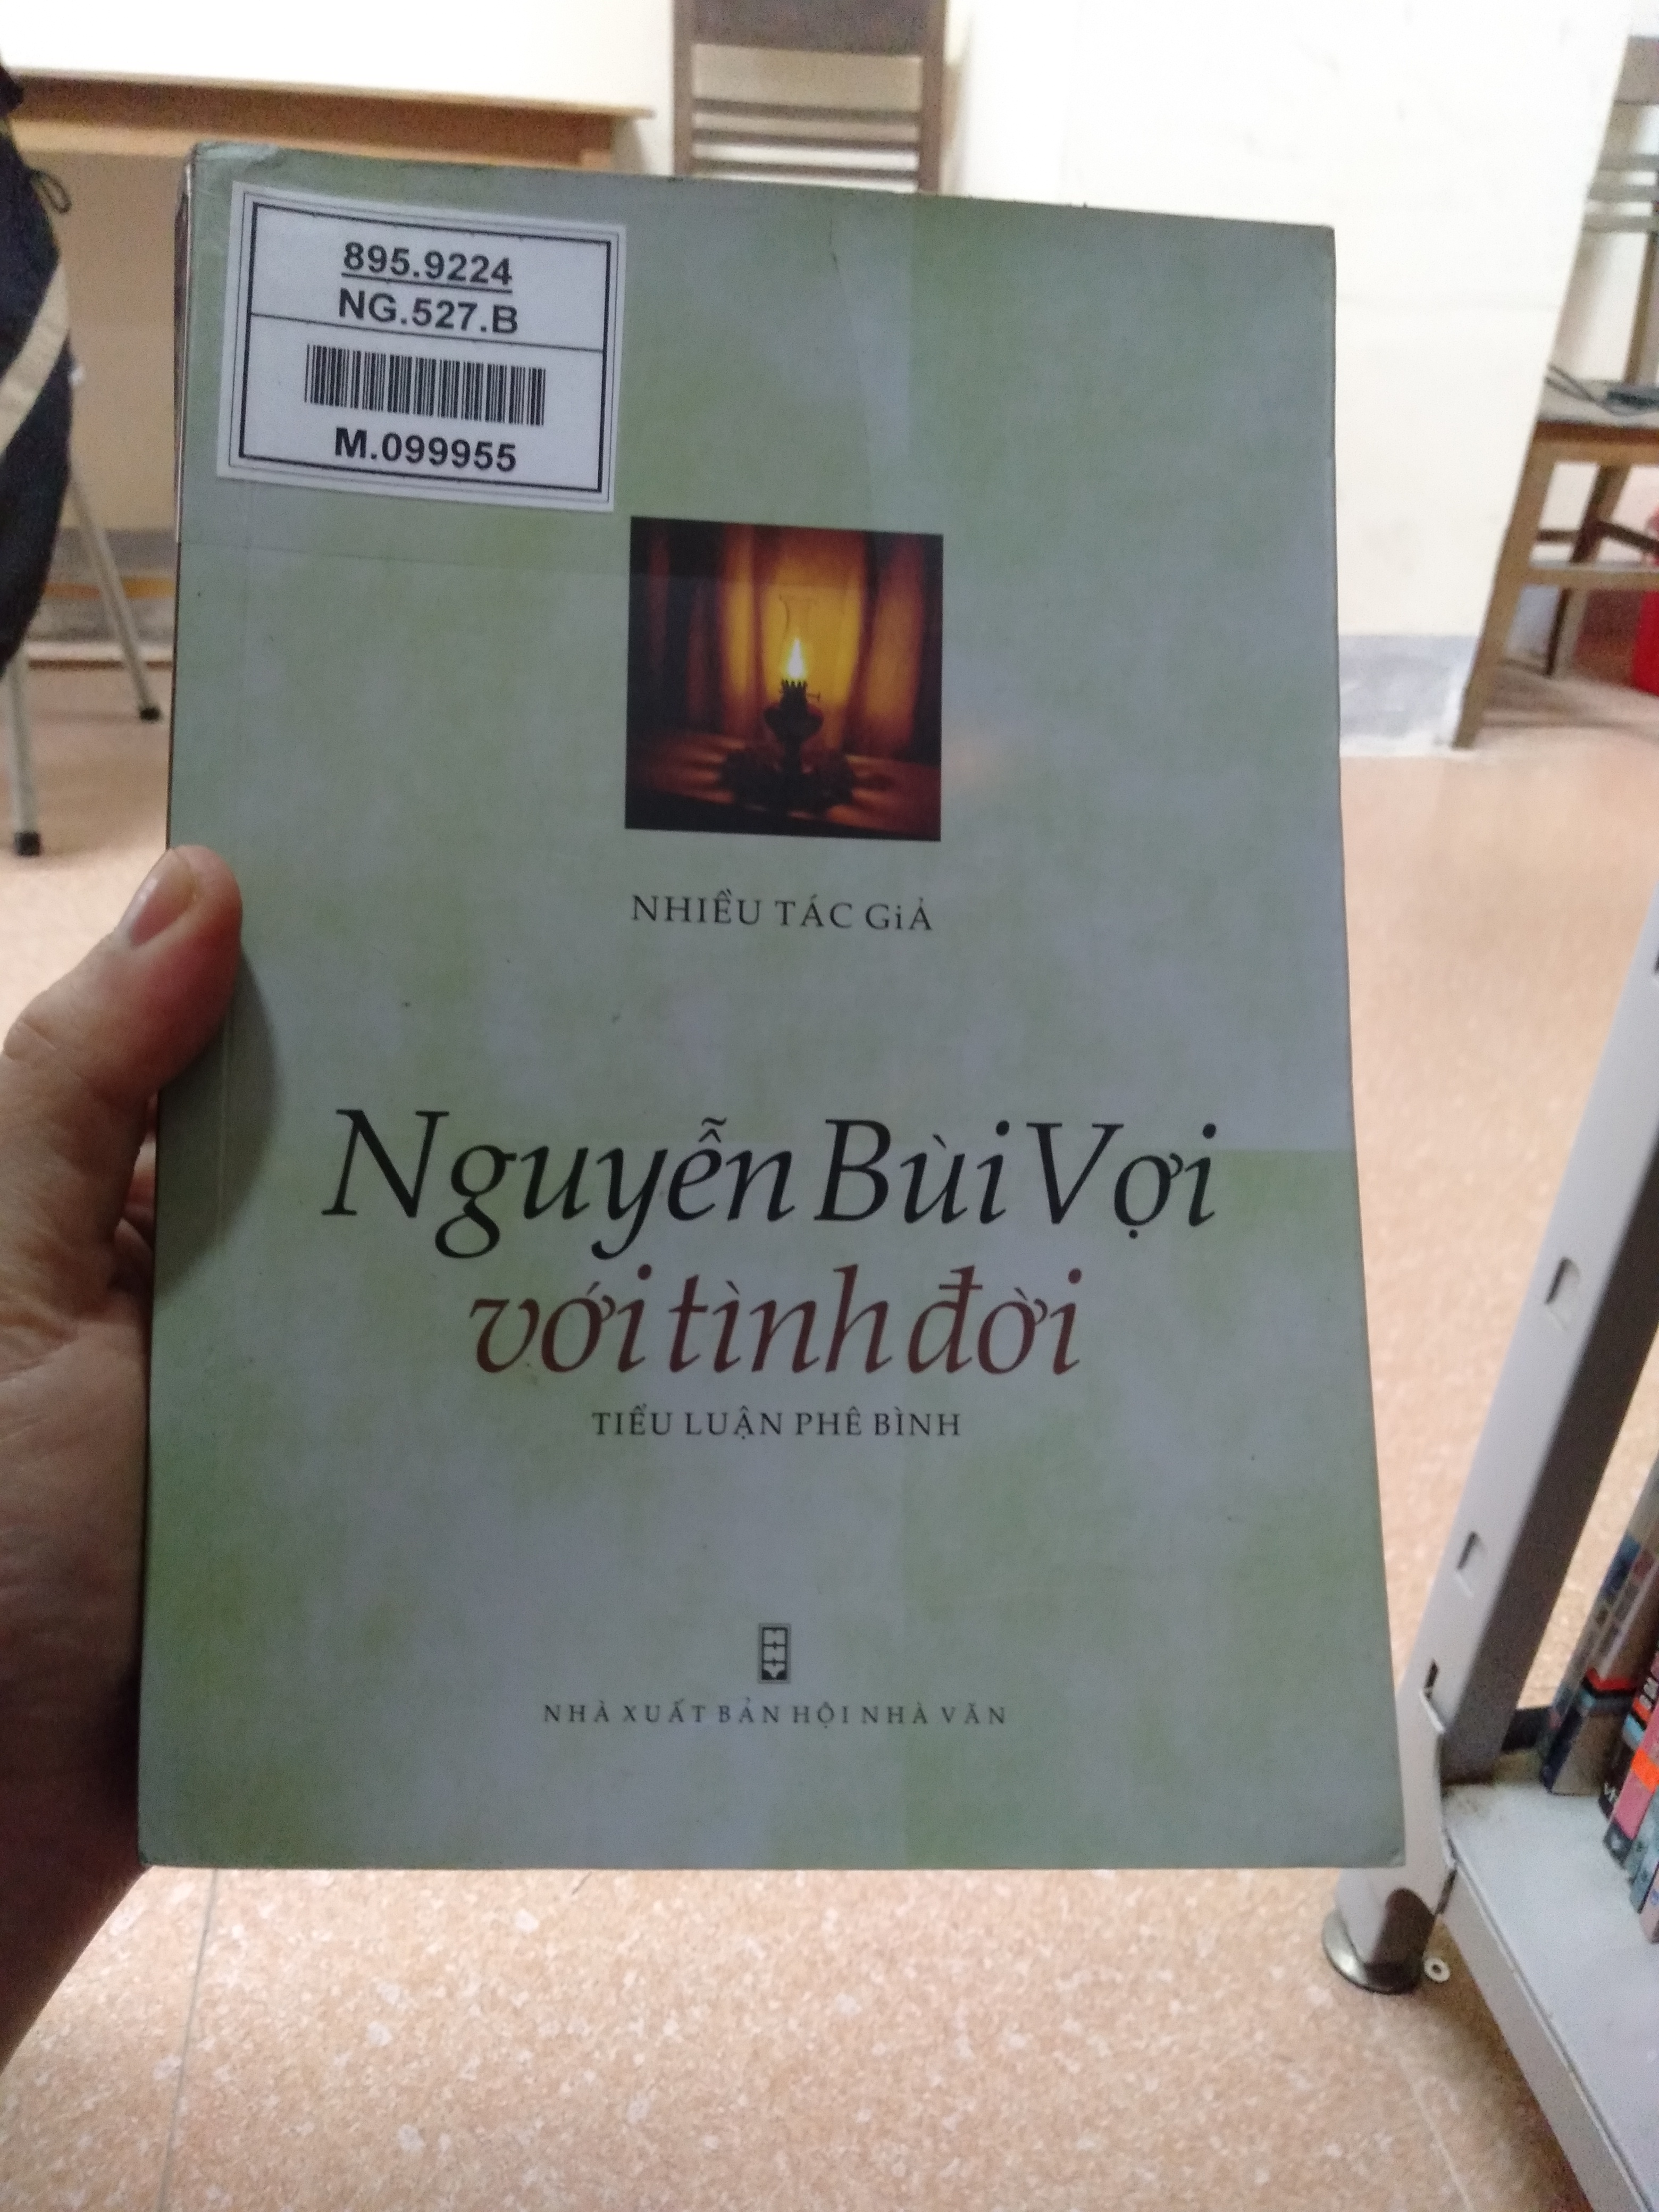 895.9224
NG.527.B
M.099955
NHIỀU TÁC GiẢ
Nguyễn Bùi Vợi
với tình đời
TIỂU LUẬN PHÊ BÌNH
NHÀ XUẤT BẢN HỘI NHÀ VĂN